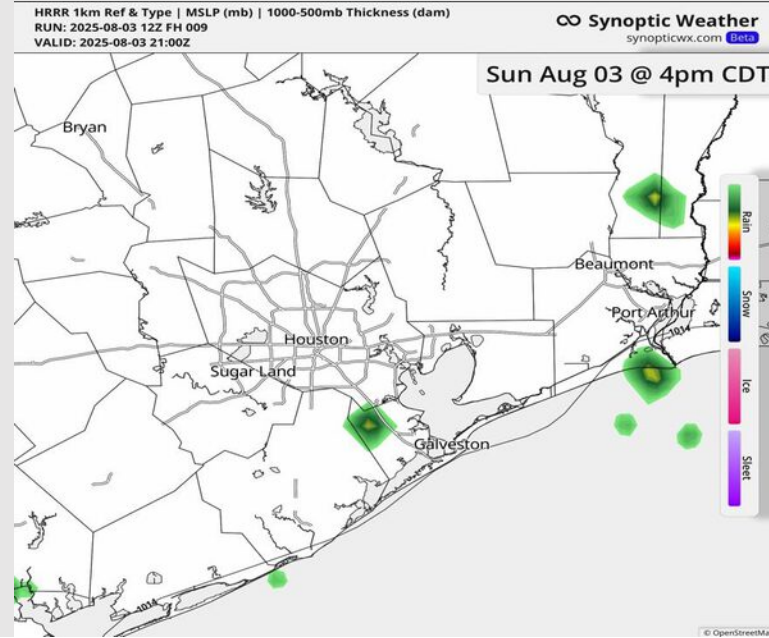 HRRR 1km Ref & Type | MSLP (mb) | 1000-500mb Thickness (dam)
RUN: 2025-08-03 12Z FH 009
VALID: 2025-08-03 21:00Z
Synoptic Weather
synopticwx.com Beta
Sun Aug 03 @ 4pm CDT
Bryan
Rain
Beaumont
Snow
Port Arthur
1014
Houston
Sugar Land
Ice
Galveston
Sleet
1014
© OpenStreetMa